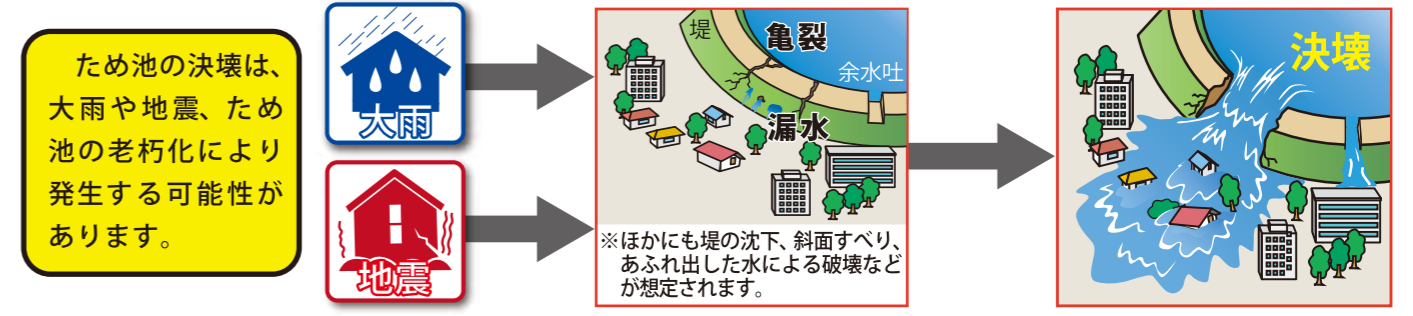 ため池の決壊は、
大雨や地震、ため
池の老朽化により
発生する可能性が
あります。
大雨
地震
堤
亀裂
余水吐
漏水
※ほかにも堤の沈下、斜面すべり、
あふれ出した水による破壊など
が想定されます。
決壊